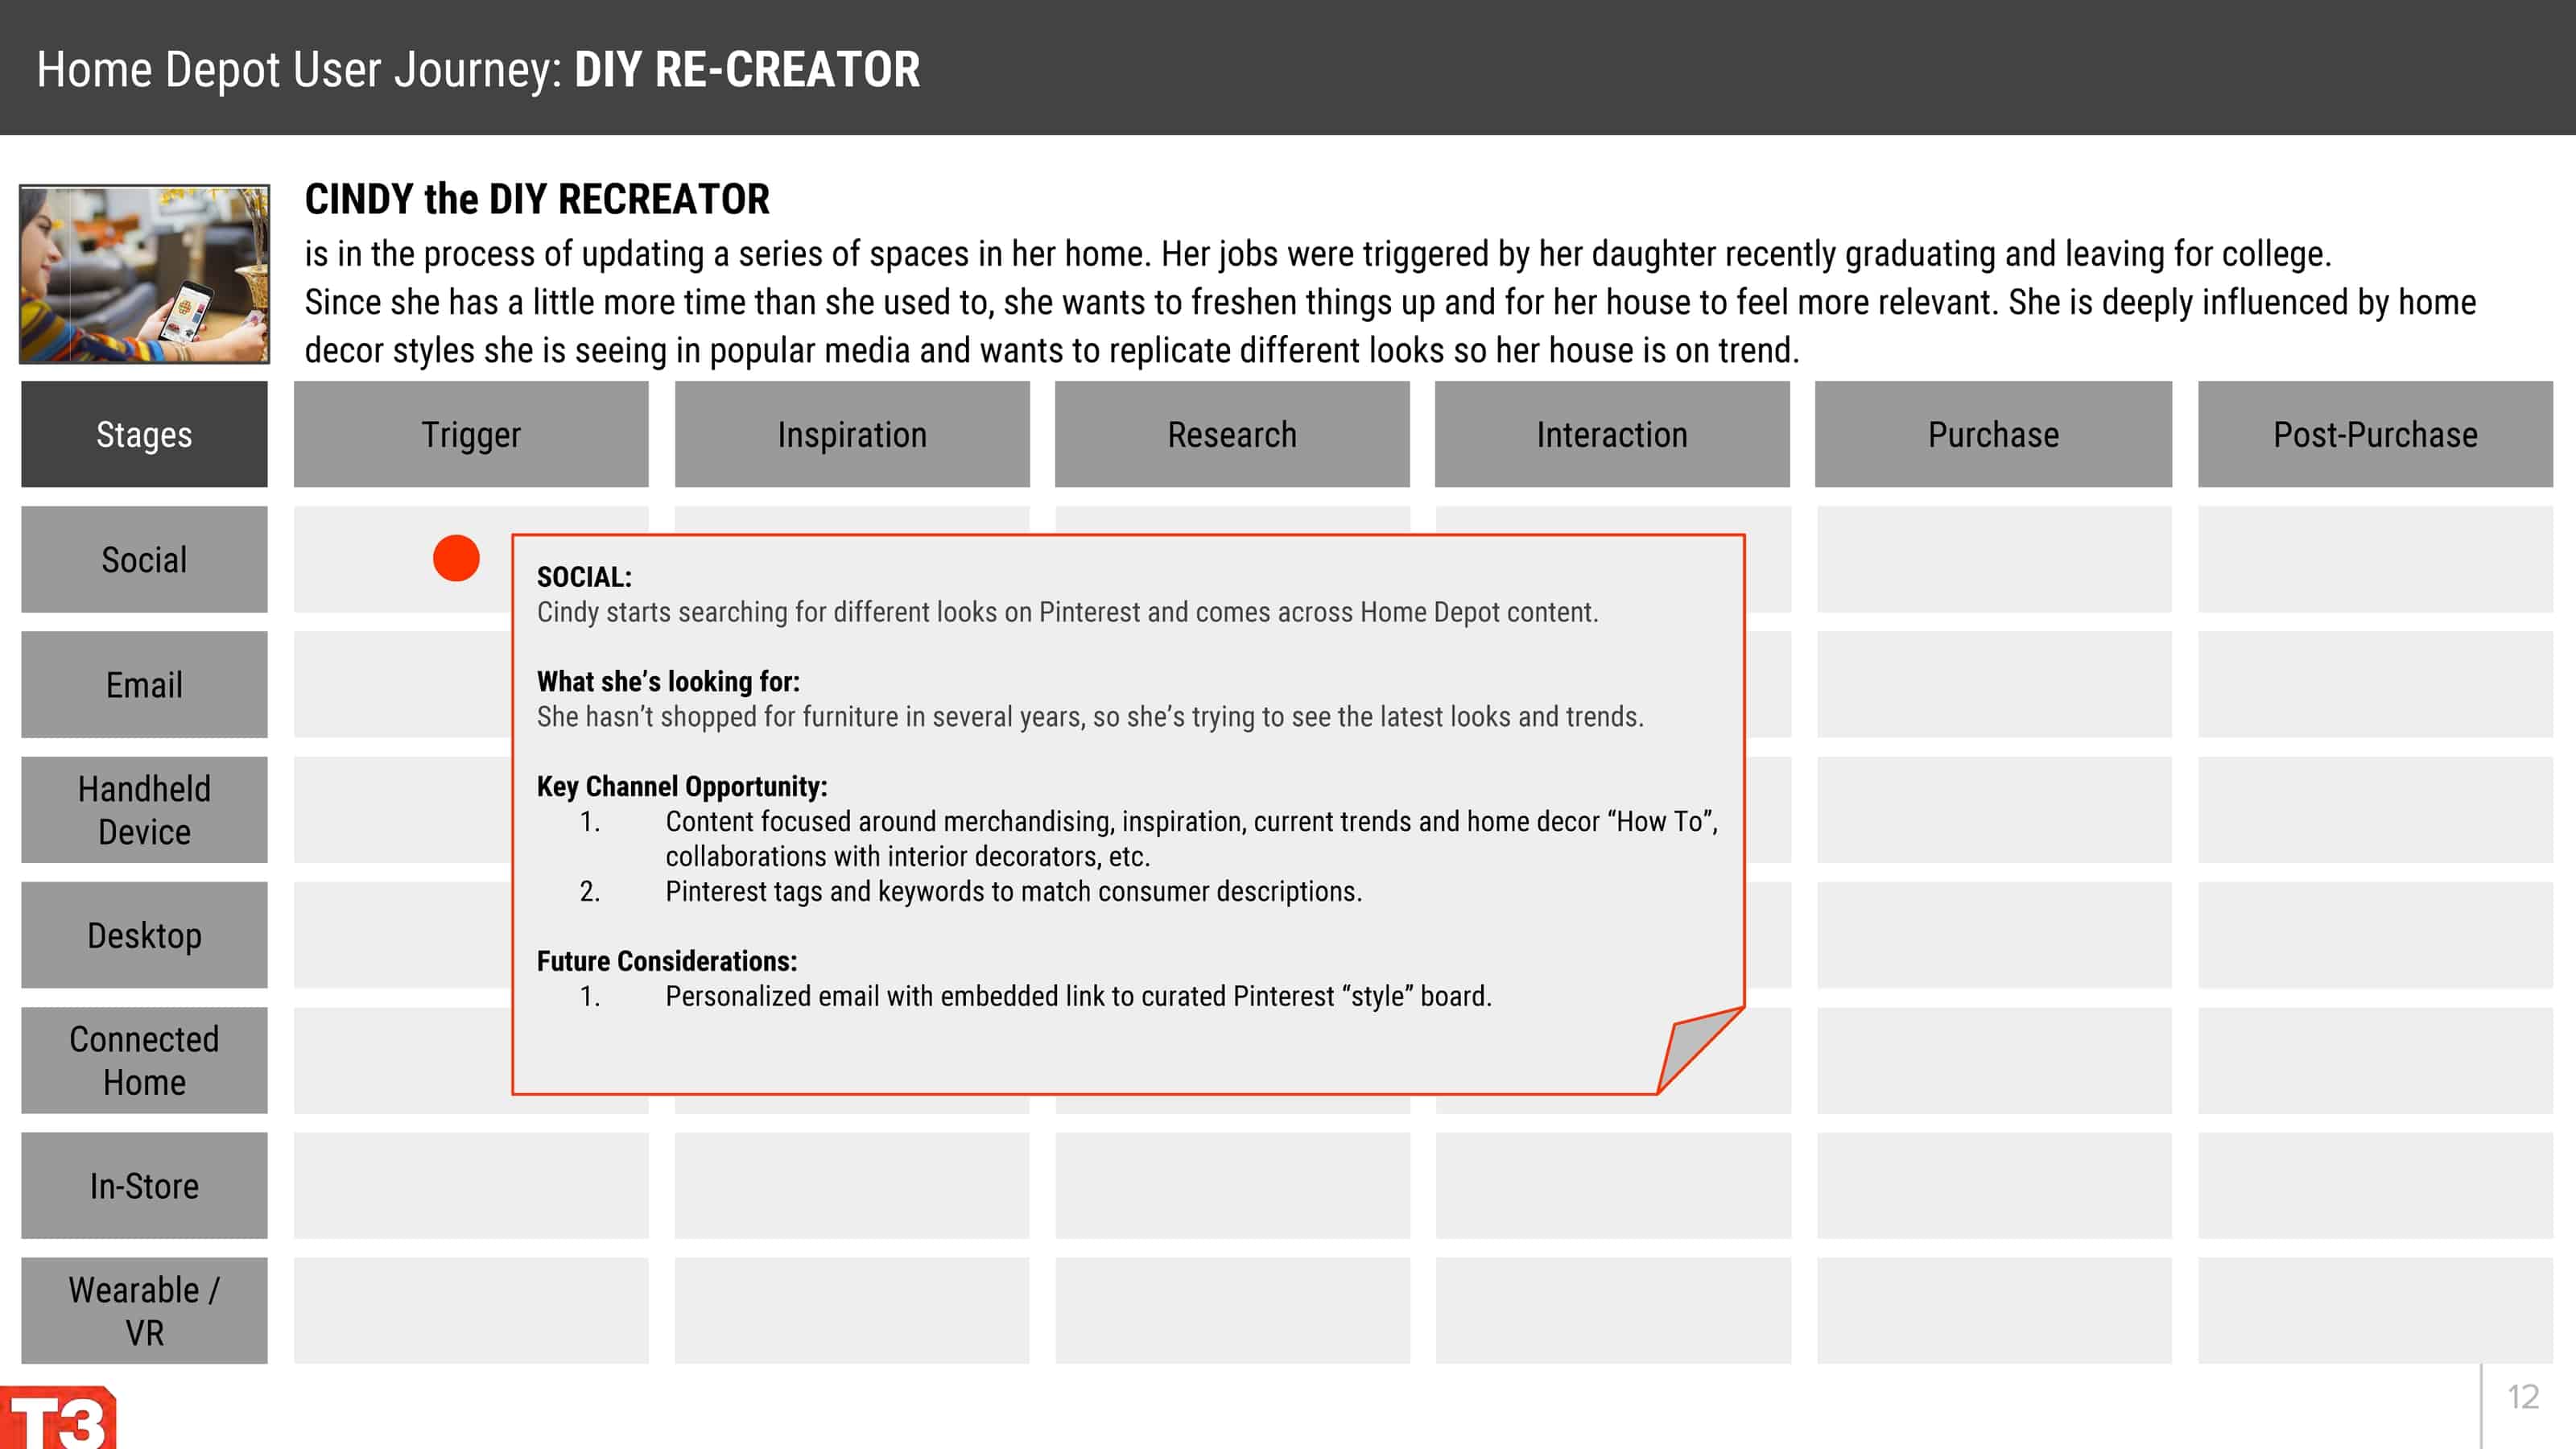 Home Depot User Journey: DIY RE-CREATOR
CINDY the DIY RECREATOR
is in the process of updating a series of spaces in her home. Her jobs were triggered by her daughter recently graduating and leaving for college.
Since she has a little more time than she used to, she wants to freshen things up and for her house to feel more relevant. She is deeply influenced by home
decor styles she is seeing in popular media and wants to replicate different looks so her house is on trend.
Stages
Trigger
Inspiration
Research
Interaction
Purchase
Post-Purchase
Social
SOCIAL:
Cindy starts searching for different looks on Pinterest and comes across Home Depot content.
What she’s looking for:
She hasn’t shopped for furniture in several years, so she’s trying to see the latest looks and trends.
Key Channel Opportunity:
1. Content focused around merchandising, inspiration, current trends and home decor “How To”,
collaborations with interior decorators, etc.
2. Pinterest tags and keywords to match consumer descriptions.
Future Considerations:
1. Personalized email with embedded link to curated Pinterest “style” board.
Email
Handheld
Device
Desktop
Connected
Home
In-Store
Wearable /
VR
T3
12